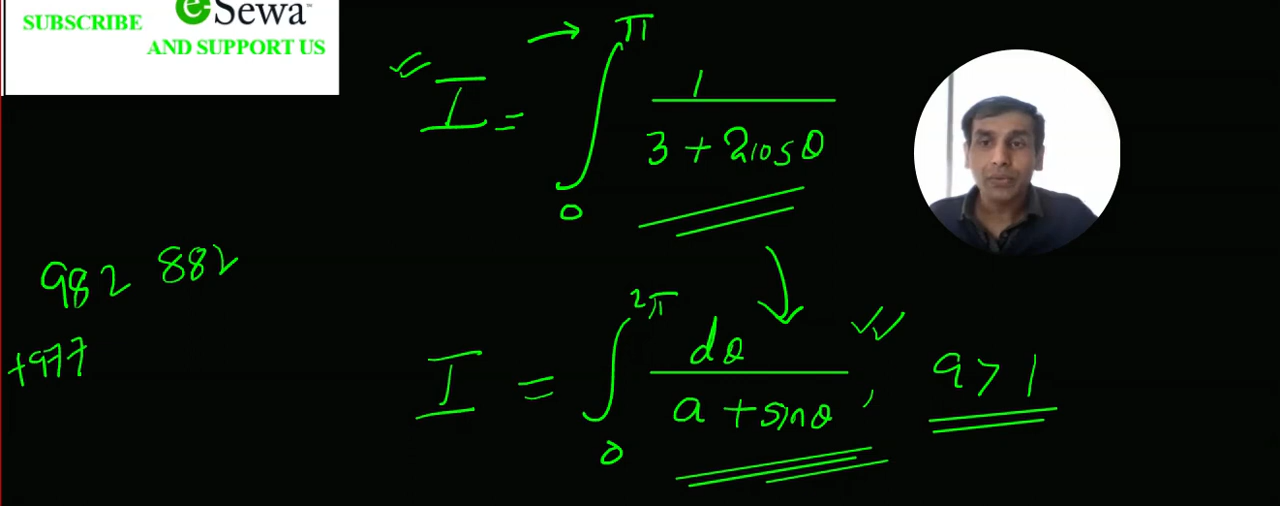 SUBSCRIBE eSewa
AND SUPPORT US
I = ∫₀^π 1 / (3 + 2cosθ)
982 882
+977
I = ∫₀^2π dθ / (a + sinθ) , a > 1